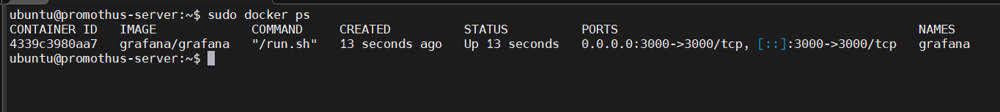 ubuntu@promothus-server:~$ sudo docker ps
CONTAINER ID   IMAGE             COMMAND     CREATED          STATUS          PORTS                                         NAMES
4339c3980aa7   grafana/grafana   "/run.sh"   13 seconds ago   Up 13 seconds   0.0.0.0:3000->3000/tcp, [::]:3000->3000/tcp   grafana
ubuntu@promothus-server:~$